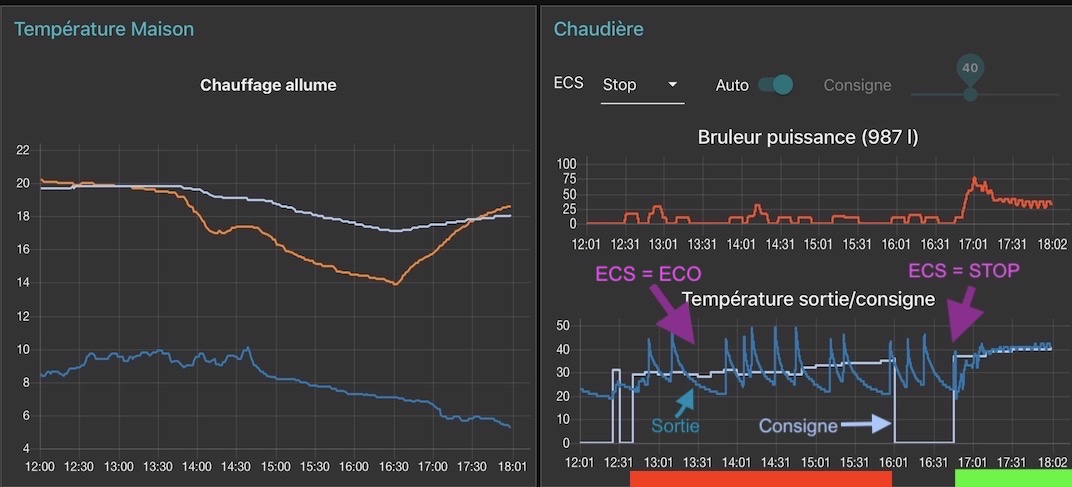 Température Maison
Chauffage allume
22
20
18
16
14
12
10
8
6
4
12:00 12:30 13:00 13:30 14:00 14:30 15:00 15:30 16:00 16:30 17:00 17:30 18:01
Chaudière
ECS Stop Auto Consigne 40
Bruleur puissance (987 l)
100
75
50
25
0
12:01 12:31 13:01 13:31 14:01 14:31 15:01 15:31 16:01 16:31 17:01 17:31 18:02
ECS = ECO
ECS = STOP
Température sortie/consigne
50
40
30
20
10
0
Sortie
Consigne
12:01 12:31 13:01 13:31 14:01 14:31 15:01 15:31 16:01 16:31 17:01 17:31 18:02